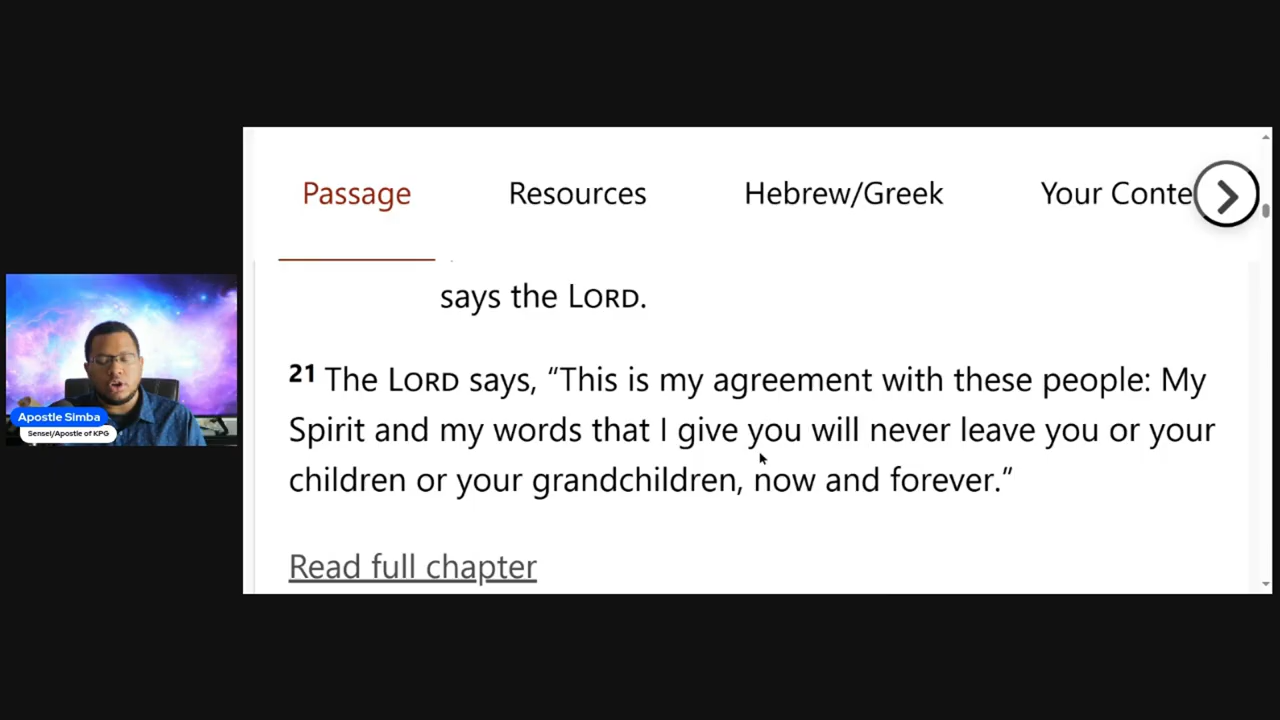 Passage
Resources
Hebrew/Greek
Your Conte
says the LORD.
21 The LORD says, “This is my agreement with these people: My
Spirit and my words that I give you will never leave you or your
children or your grandchildren, now and forever.”
Read full chapter
Apostle Simba
Sensei/Apostle of KPG